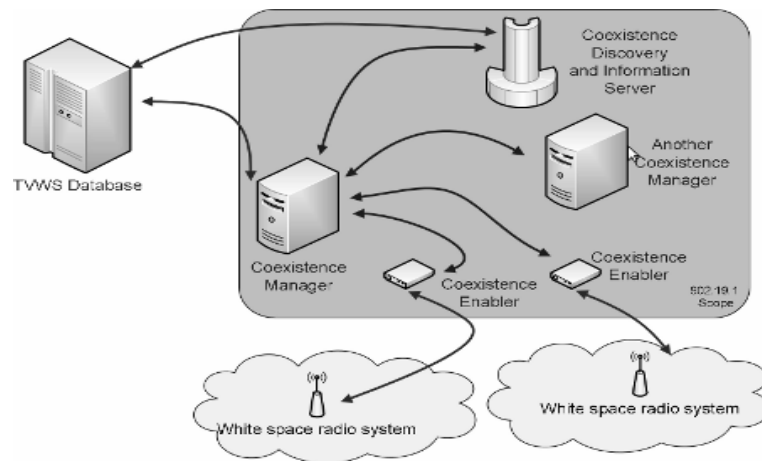 Coexistence
Discovery
and Information
Server
TVWS Database
Another
Coexistence
Manager
Coexistence
Manager
Coexistence
Enabler
Coexistence
Enabler
802.19.1
Scope
White space radio system
White space radio system